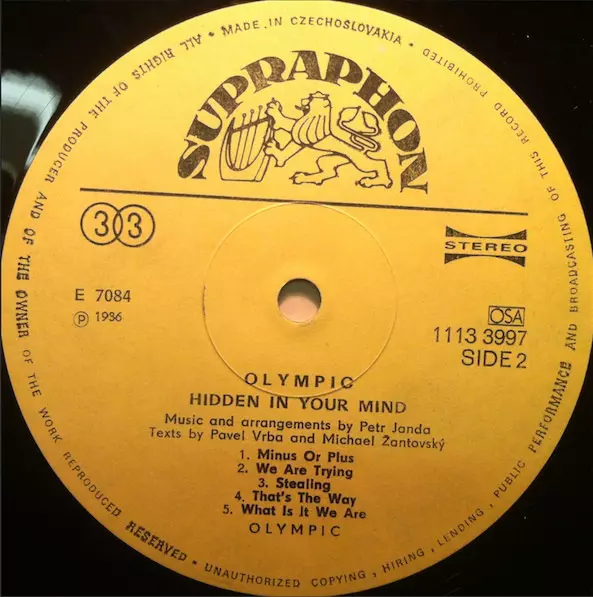 • MADE IN CZECHOSLOVAKIA •
ALL RIGHTS OF THE PRODUCER AND OF THE OWNER OF THE WORK REPRODUCED RESERVED • UNAUTHORIZED COPYING, HIRING, LENDING, PUBLIC PERFORMANCE AND BROADCASTING OF THIS RECORD PROHIBITED
SUPRAPHON
33
STEREO
E 7084
℗ 1986
OSA
1113 3997
SIDE 2
OLYMPIC
HIDDEN IN YOUR MIND
Music and arrangements by Petr Janda
Texts by Pavel Vrba and Michael Žantovský
1. Minus Or Plus
2. We Are Trying
3. Stealing
4. That's The Way
5. What Is It We Are
OLYMPIC